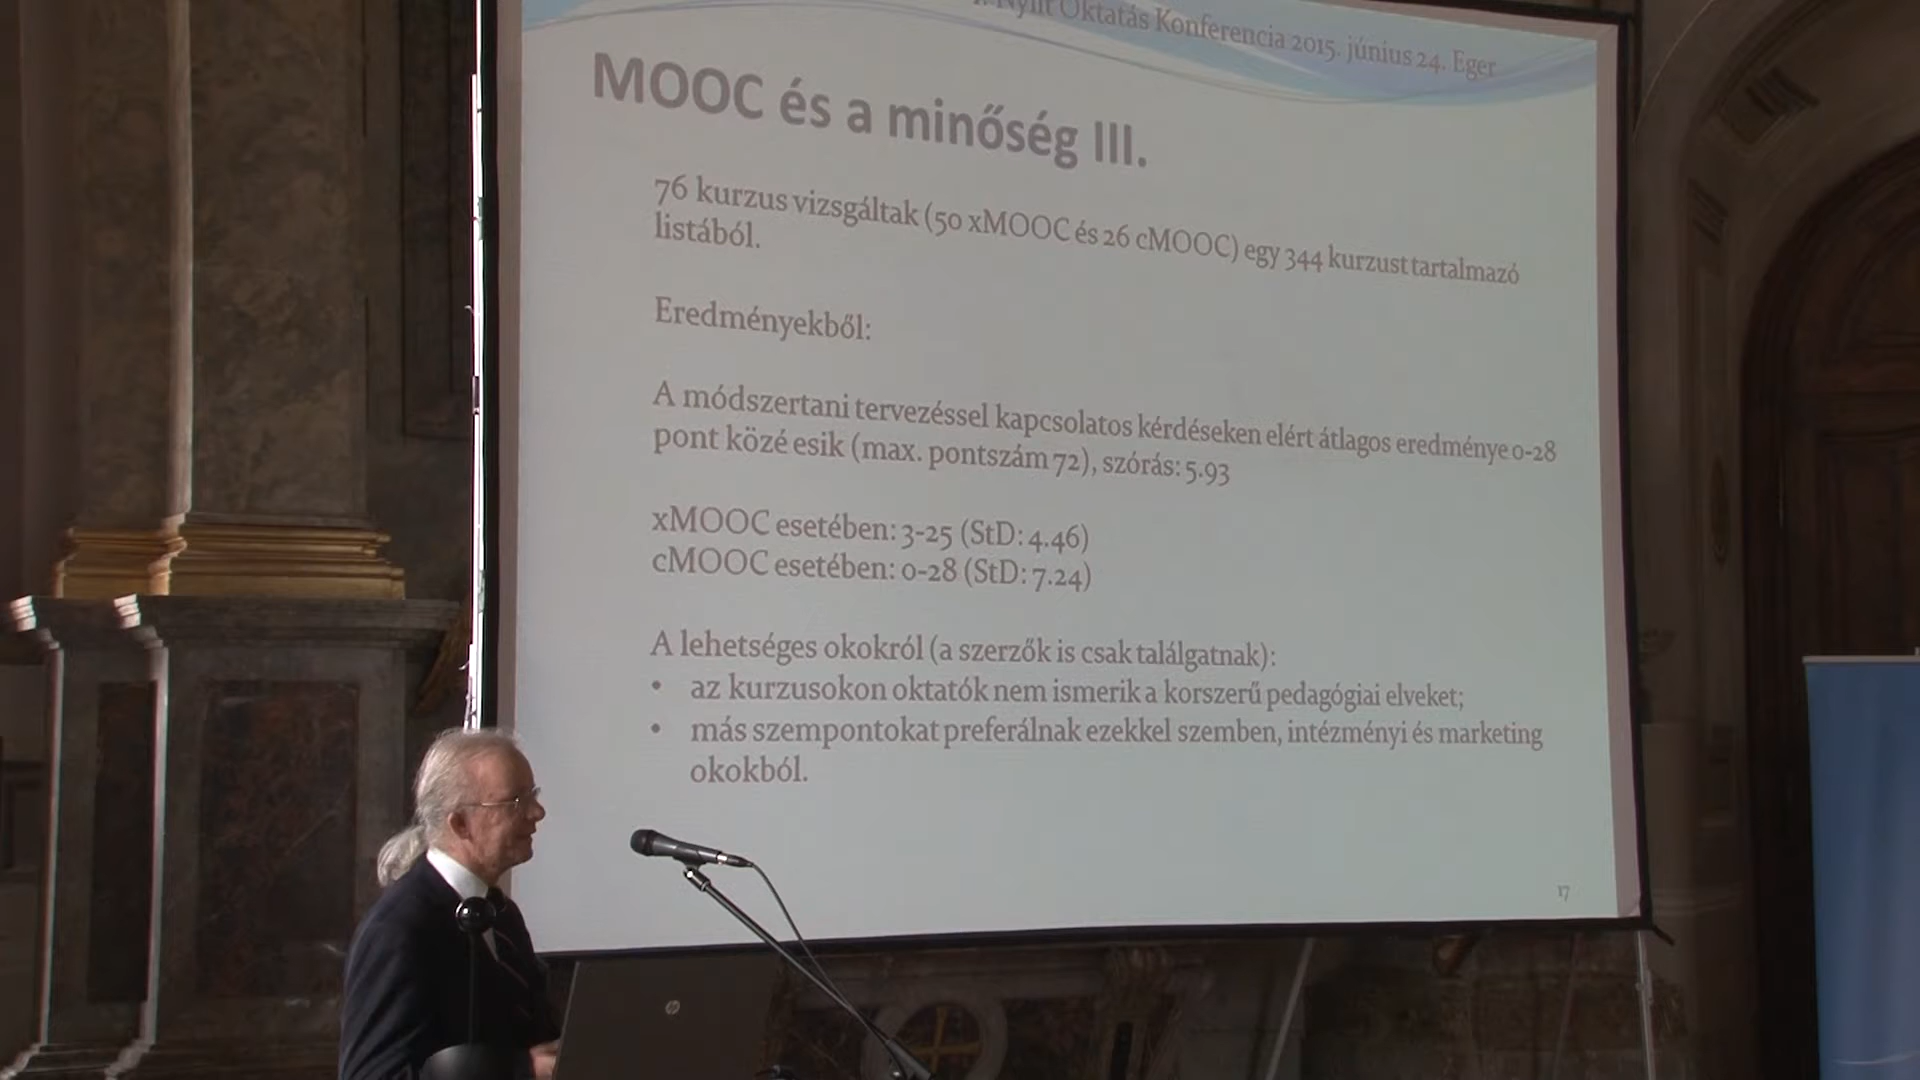 Nyílt Oktatás Konferencia 2015. június 24. Eger
MOOC és a minőség III.
76 kurzus vizsgáltak (50 xMOOC és 26 cMOOC) egy 344 kurzust tartalmazó
listából.
Eredményekből:
A módszertani tervezéssel kapcsolatos kérdéseken elért átlagos eredménye 0-28
pont közé esik (max. pontszám 72), szórás: 5.93
xMOOC esetében: 3-25 (StD: 4.46)
cMOOC esetében: 0-28 (StD: 7.24)
A lehetséges okokról (a szerzők is csak találgatnak):
• az kurzusokon oktatók nem ismerik a korszerű pedagógiai elveket;
• más szempontokat preferálnak ezekkel szemben, intézményi és marketing
okokból.
17
hp